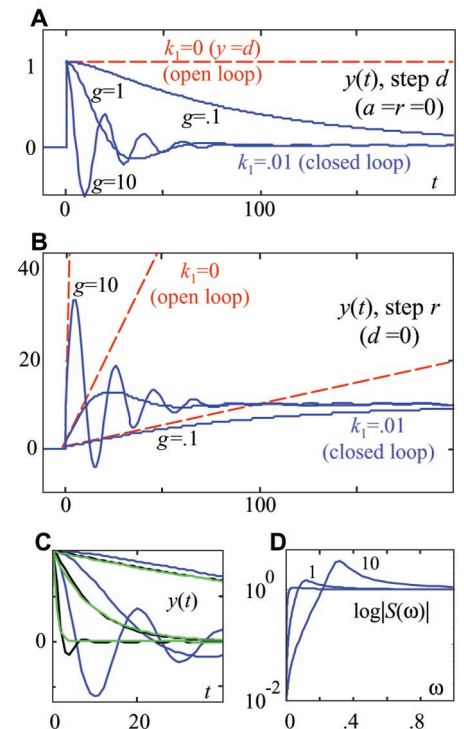 A
k₁=0 (y=d)
(open loop)
1
g=1
y(t), step d
(a=r=0)
g=.1
0
k₁=.01 (closed loop)
g=10
t
0 100
B
40
k₁=0
(open loop)
g=10
y(t), step r
(d=0)
20
g=.1
k₁=.01
(closed loop)
0
0 100
C D
1 10
y(t)
10⁰
log|S(ω)|
0
t
ω
10⁻²
0 20
0 .4 .8